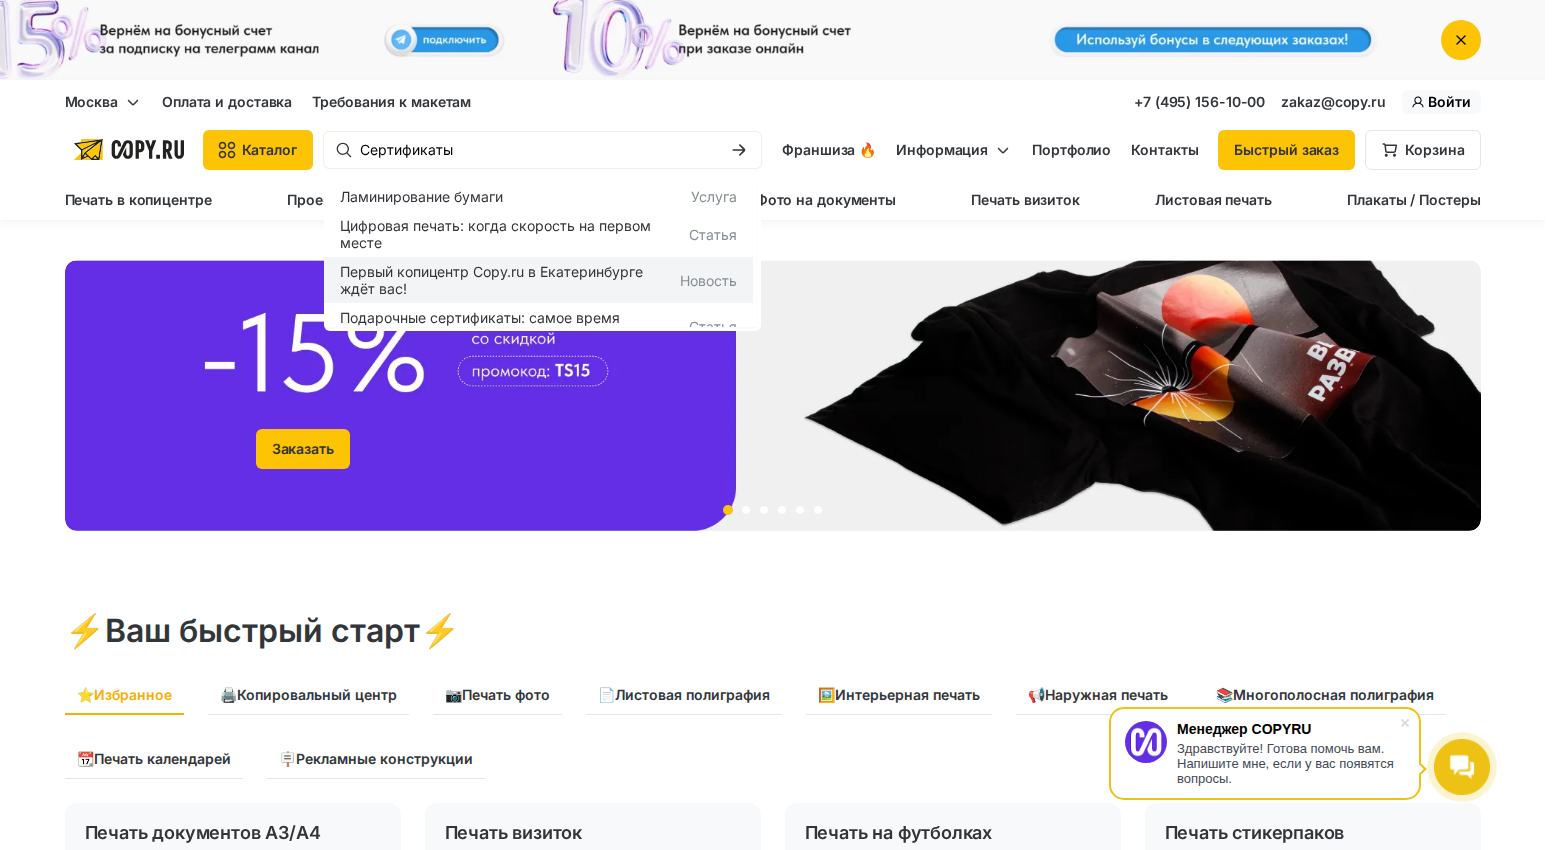 15%
Вернём на бонусный счет
за подписку на телеграмм канал
подключить
10%
Вернём на бонусный счет
при заказе онлайн
Используй бонусы в следующих заказах!
Москва
Оплата и доставка
Требования к макетам
+7 (495) 156-10-00
zakaz@copy.ru
Войти
COPY.RU
Каталог
Сертификаты
Франшиза 🔥
Информация
Портфолио
Контакты
Быстрый заказ
Корзина
Печать в копицентре
Прое
Фото на документы
Печать визиток
Листовая печать
Плакаты / Постеры
Ламинирование бумаги
Услуга
Цифровая печать: когда скорость на первом
месте
Статья
Первый копицентр Copy.ru в Екатеринбурге
ждёт вас!
Новость
Подарочные сертификаты: самое время
Статья
-15%
со скидкой
промокод: TS15
Заказать
РАЗВ
⚡Ваш быстрый старт⚡
⭐Избранное
🖨️Копировальный центр
📷Печать фото
📄Листовая полиграфия
🖼️Интерьерная печать
📢Наружная печать
📚Многополосная полиграфия
📆Печать календарей
🪧Рекламные конструкции
Менеджер COPYRU
Здравствуйте! Готова помочь вам.
Напишите мне, если у вас появятся
вопросы.
Печать документов А3/А4
Печать визиток
Печать на футболках
Печать стикерпаков